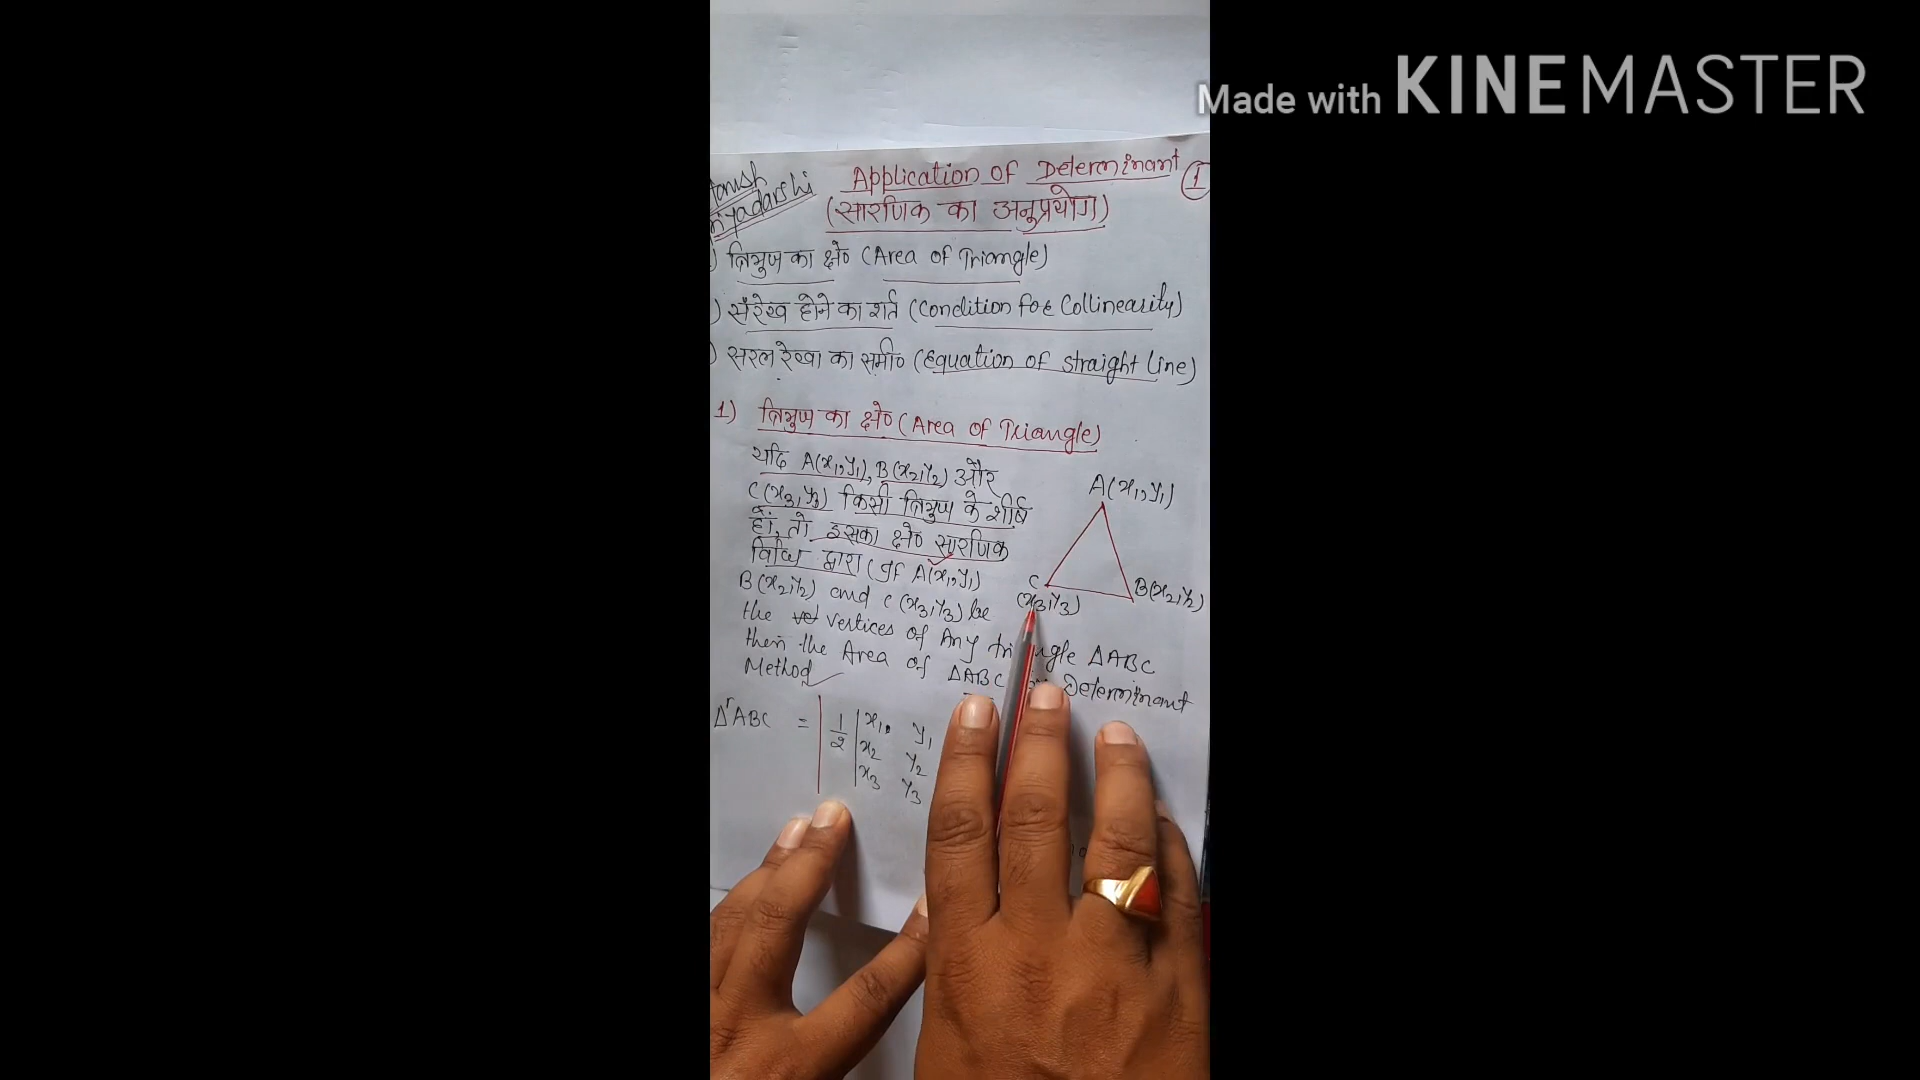 Made with KINEMASTER
Application of Determinant 1
(सारणिक का अनुप्रयोग)
) त्रिभुज का क्षे० (Area of Triangle)
) संरेख होने का शर्त (Condition for Collinearity)
) सरल रेखा का समी० (Equation of straight line)
1) त्रिभुज का क्षे० (Area of Triangle)
यदि A(x₁,y₁), B(x₂,y₂) और
C(x₃,y₃) किसी त्रिभुज के शीर्ष
हों, तो इसका क्षे० सारणिक
विधि द्वारा (If A(x₁,y₁)
B(x₂,y₂) and C(x₃,y₃) be
the vertices of Any triangle ΔABC
then the Area of ΔABC Determinant
Method
A(x₁,y₁)
C
(x₃,y₃)
B(x₂,y₂)
ΔʳABC = | 1/2 | x₁, y₁
x₂ y₂
x₃ y₃